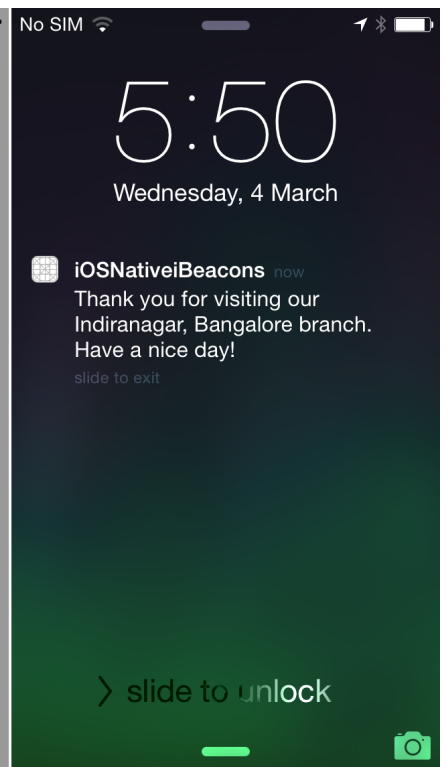 No SIM
5:50
Wednesday, 4 March
iOSNativeiBeacons now
Thank you for visiting our
Indiranagar, Bangalore branch.
Have a nice day!
slide to exit
> slide to unlock